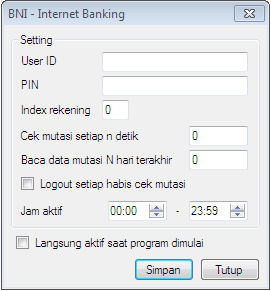 BNI - Internet Banking
Setting
User ID
PIN
Index rekening 0
Cek mutasi setiap n detik 0
Baca data mutasi N hari terakhir 0
Logout setiap habis cek mutasi
Jam aktif 00:00 - 23:59
Langsung aktif saat program dimulai
Simpan Tutup